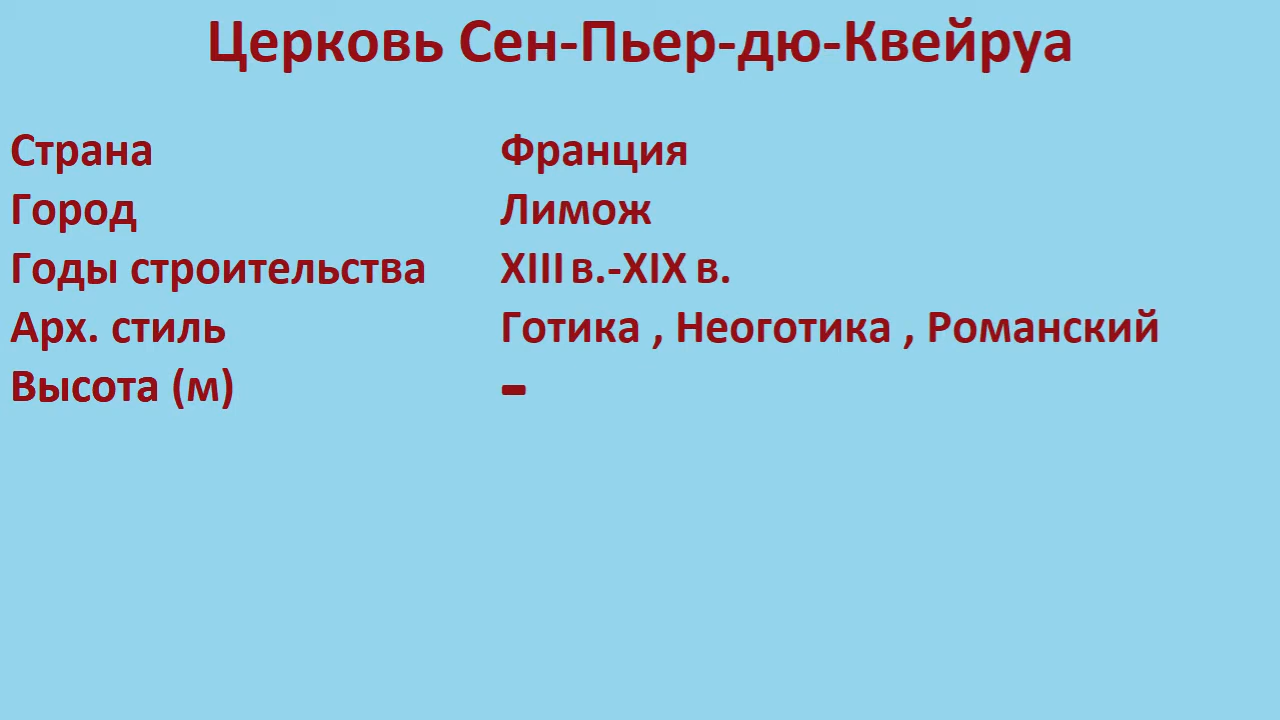 Церковь Сен-Пьер-дю-Квейруа
Страна Франция
Город Лимож
Годы строительства XIII в.-XIX в.
Арх. стиль Готика , Неоготика , Романский
Высота (м) -